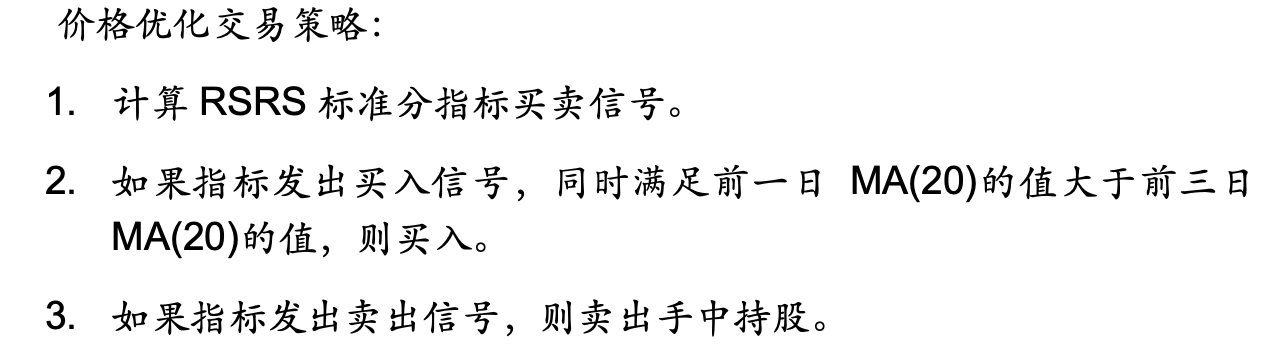 价格优化交易策略：
1. 计算 RSRS 标准分指标买卖信号。
2. 如果指标发出买入信号，同时满足前一日 MA(20)的值大于前三日
MA(20)的值，则买入。
3. 如果指标发出卖出信号，则卖出手中持股。